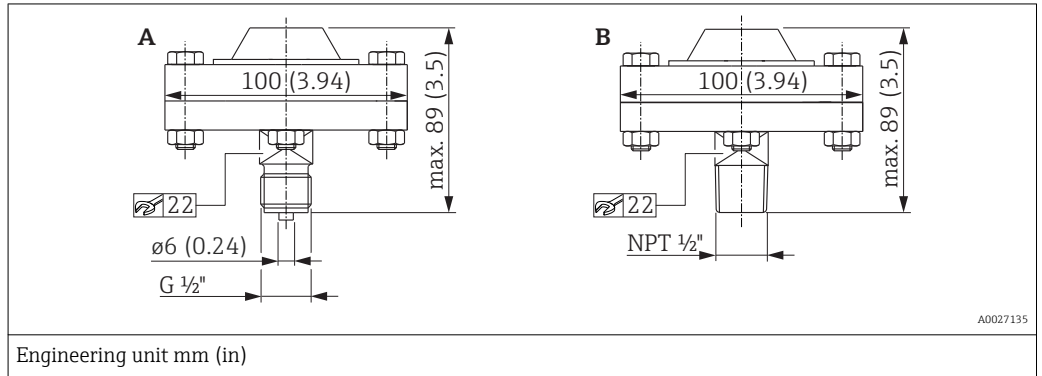 A
100 (3.94)
max. 89 (3.5)
22
ø6 (0.24)
G ½"
B
100 (3.94)
max. 89 (3.5)
22
NPT ½"
A0027135
Engineering unit mm (in)